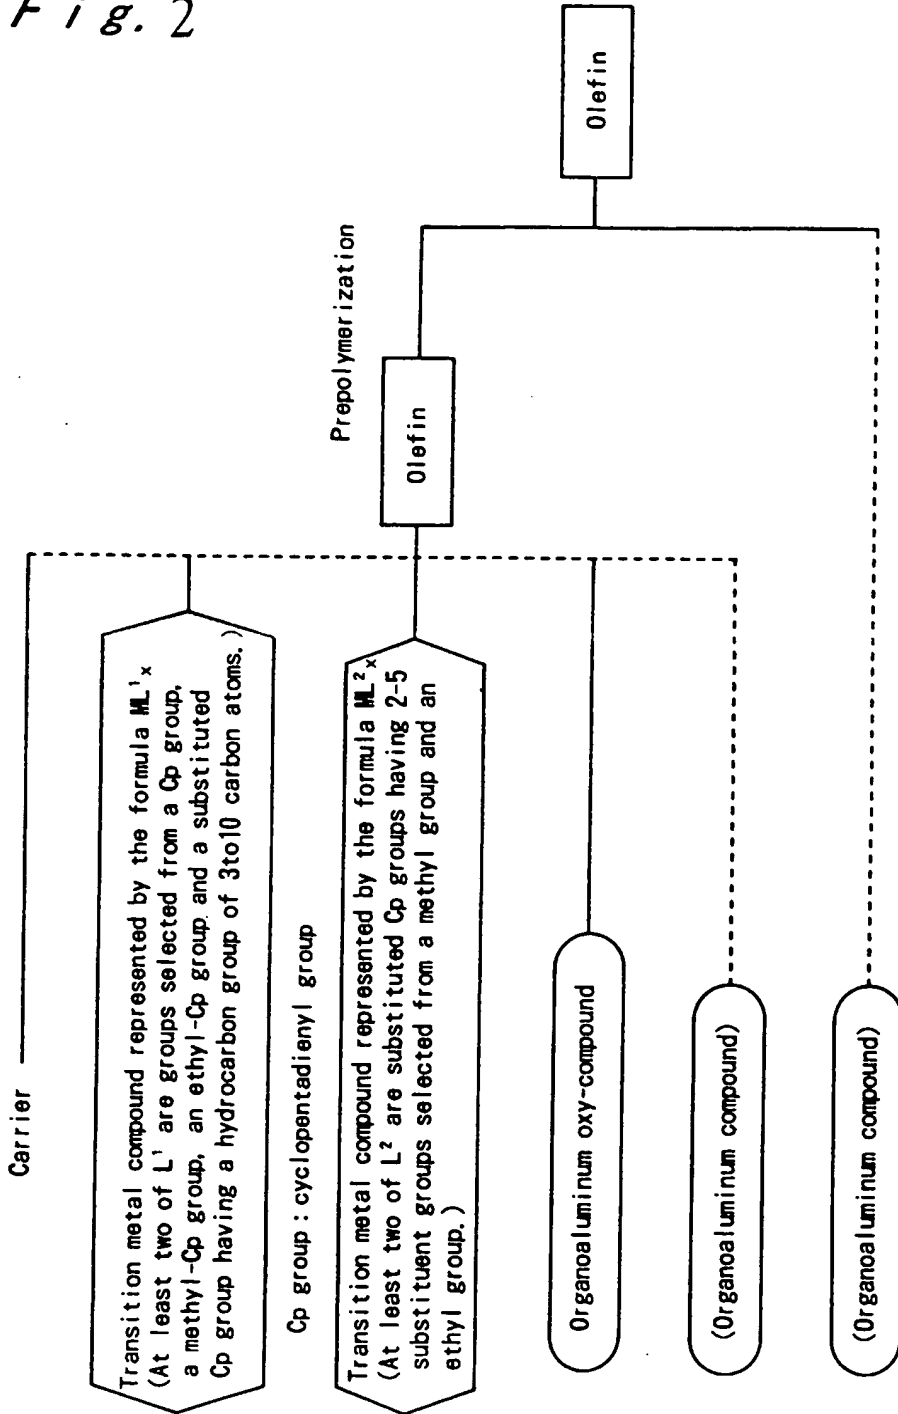 Fig. 2
Carrier
Transition metal compound represented by the formula ML¹ₓ
(At least two of L¹ are groups selected from a Cp group,
a methyl-Cp group, an ethyl-Cp group and a substituted
Cp group having a hydrocarbon group of 3to10 carbon atoms.)
Cp group:cyclopentadienyl group
Transition metal compound represented by the formula ML²ₓ
(At least two of L² are substituted Cp groups having 2-5
substituent groups selected from a methyl group and an
ethyl group.)
Organoaluminum oxy-compound
(Organoaluminum compound)
(Organoaluminum compound)
Prepolymerization
Olefin
Olefin